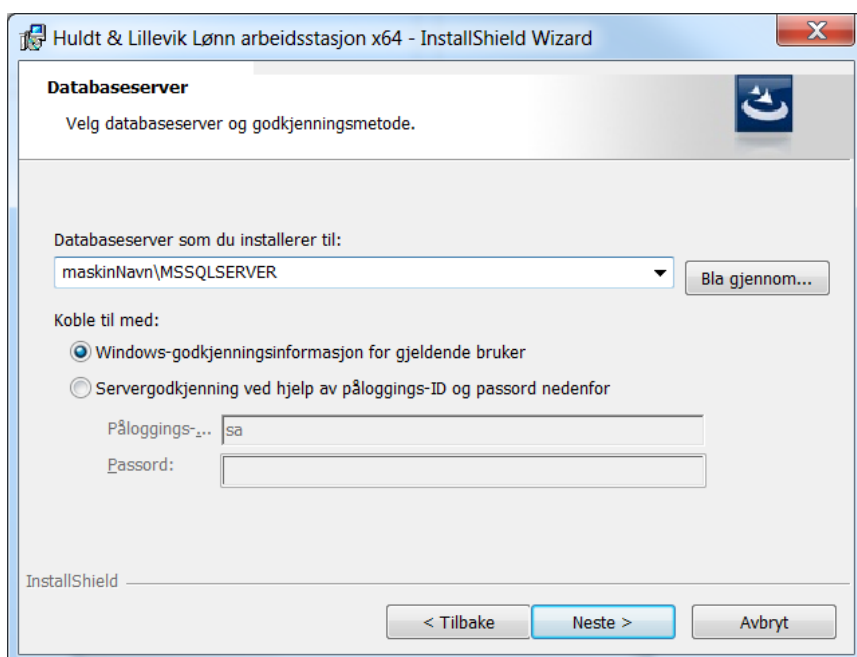 Huldt & Lillevik Lønn arbeidsstasjon x64 - InstallShield Wizard
Databaseserver
Velg databaseserver og godkjenningsmetode.
Databaseserver som du installerer til:
maskinNavn\MSSQLSERVER
Bla gjennom...
Koble til med:
Windows-godkjenningsinformasjon for gjeldende bruker
Servergodkjenning ved hjelp av påloggings-ID og passord nedenfor
Påloggings-...
sa
Passord:
InstallShield
< Tilbake
Neste >
Avbryt